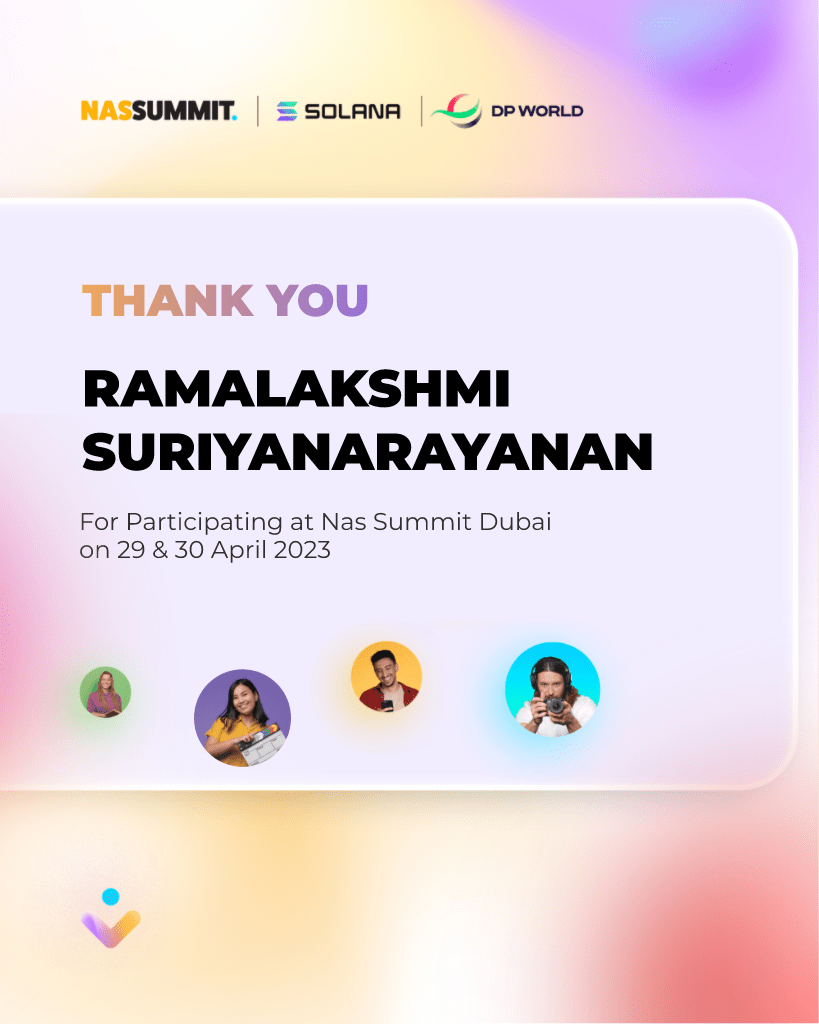 NASSUMMIT. | SOLANA | DP WORLD
THANK YOU
RAMALAKSHMI
SURIYANARAYANAN
For Participating at Nas Summit Dubai
on 29 & 30 April 2023